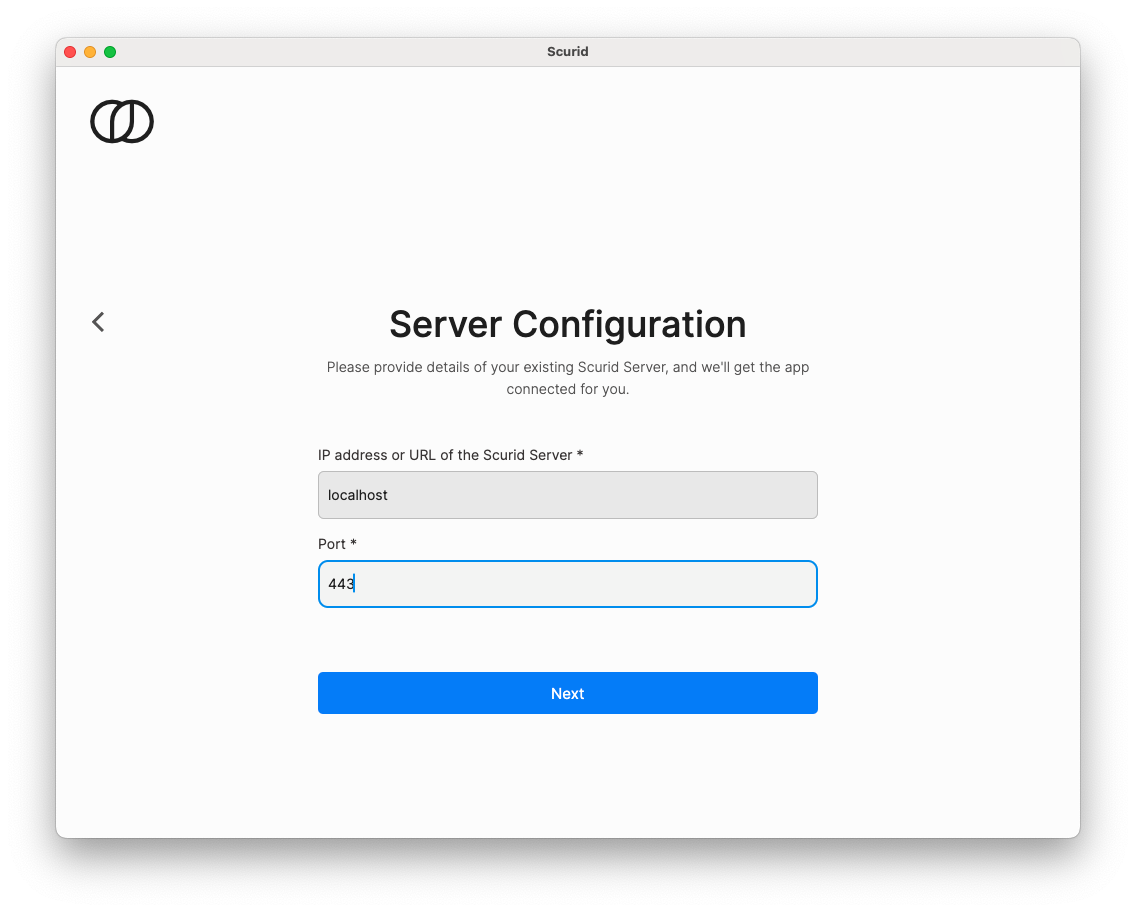 Scurid
Server Configuration
Please provide details of your existing Scurid Server, and we'll get the app
connected for you.
IP address or URL of the Scurid Server *
localhost
Port *
443
Next